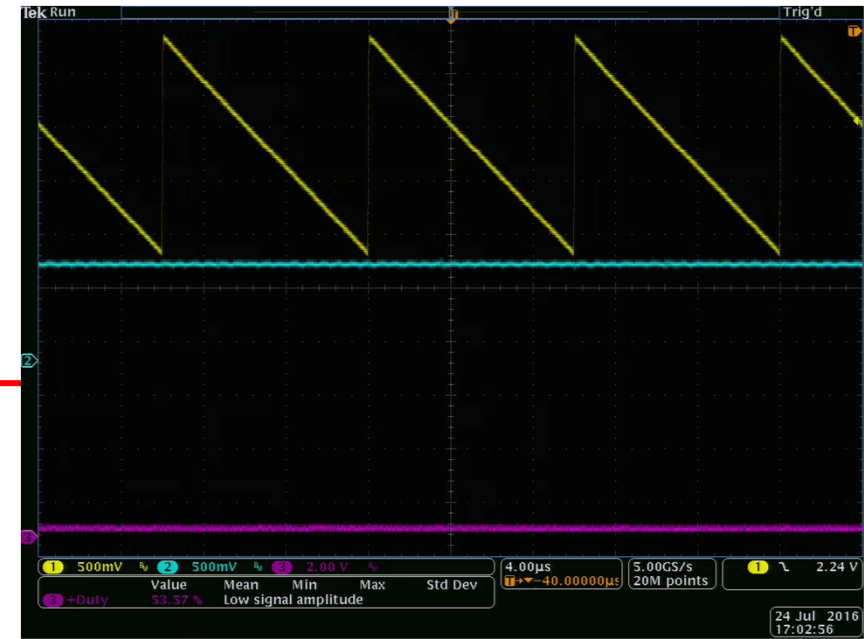 Tek Run Trig'd
T
T
2
3
1 500mV 2 500mV 3 2.00 V
4.00µs
T→▼-40.00000µs
5.00GS/s
20M points
1 2.24 V
Value Mean Min Max Std Dev
3 +Duty 53.57 % Low signal amplitude
24 Jul 2016
17:02:56